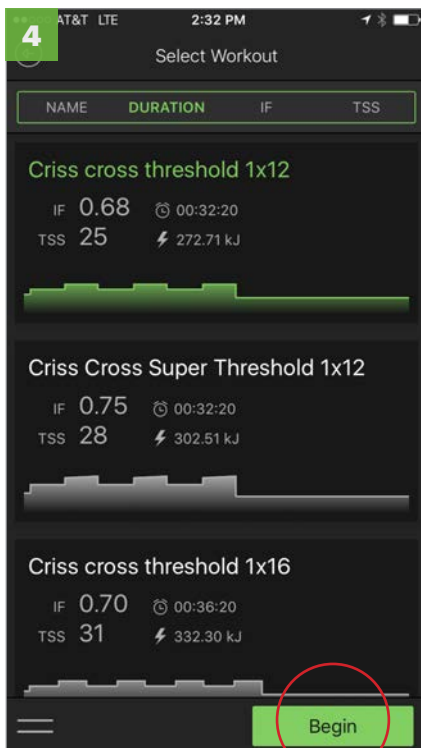 4
AT&T LTE 2:32 PM
Select Workout
NAME DURATION IF TSS
Criss cross threshold 1x12
IF 0.68 00:32:20
TSS 25 272.71 kJ
Criss Cross Super Threshold 1x12
IF 0.75 00:32:20
TSS 28 302.51 kJ
Criss cross threshold 1x16
IF 0.70 00:36:20
TSS 31 332.30 kJ
Begin